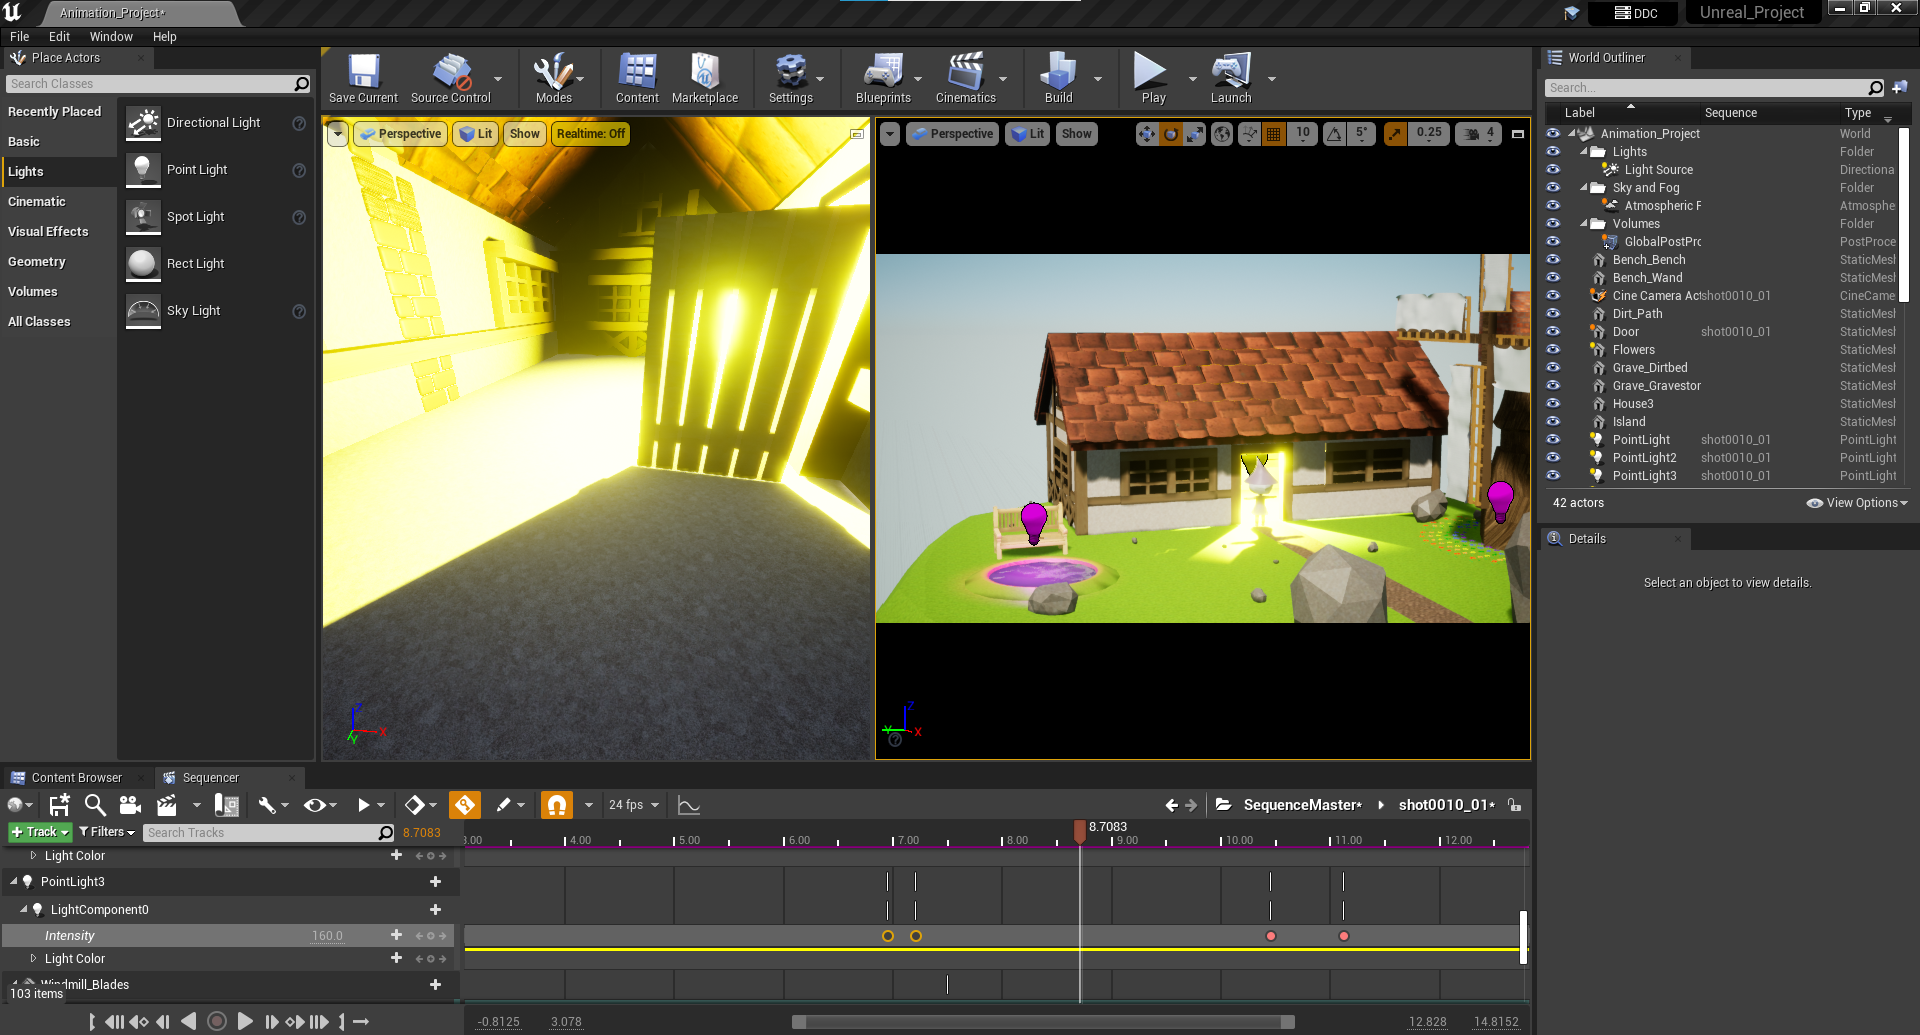 Animation_Project*
DDC
Unreal_Project
File Edit Window Help
Place Actors
Search Classes
Recently Placed
Basic
Lights
Cinematic
Visual Effects
Geometry
Volumes
All Classes
Directional Light
Point Light
Spot Light
Rect Light
Sky Light
Save Current
Source Control
Modes
Content
Marketplace
Settings
Blueprints
Cinematics
Build
Play
Launch
Perspective Lit Show Realtime: Off
Perspective Lit Show 10 5° 0.25 4
Z
X
Y
Z
Y
X
World Outliner
Search...
Label Sequence Type
Animation_Project World
Lights Folder
Light Source Directiona
Sky and Fog Folder
Atmospheric F Atmosphe
Volumes Folder
GlobalPostPrc PostProce
Bench_Bench StaticMesl
Bench_Wand StaticMesl
Cine Camera Act shot0010_01 CineCame
Dirt_Path StaticMesl
Door shot0010_01 StaticMesl
Flowers StaticMesl
Grave_Dirtbed StaticMesl
Grave_Gravestor StaticMesl
House3 StaticMesl
Island StaticMesl
PointLight shot0010_01 PointLight
PointLight2 shot0010_01 PointLight
PointLight3 shot0010_01 PointLight
42 actors View Options
Details
Select an object to view details.
Content Browser Sequencer
24 fps
SequenceMaster* shot0010_01*
Track Filters Search Tracks 8.7083
8.7083
3.00 4.00 5.00 6.00 7.00 8.00 9.00 10.00 11.00 12.00
Light Color
PointLight3
LightComponent0
Intensity 160.0
Light Color
Windmill_Blades
103 items
-0.8125 3.078 12.828 14.8152